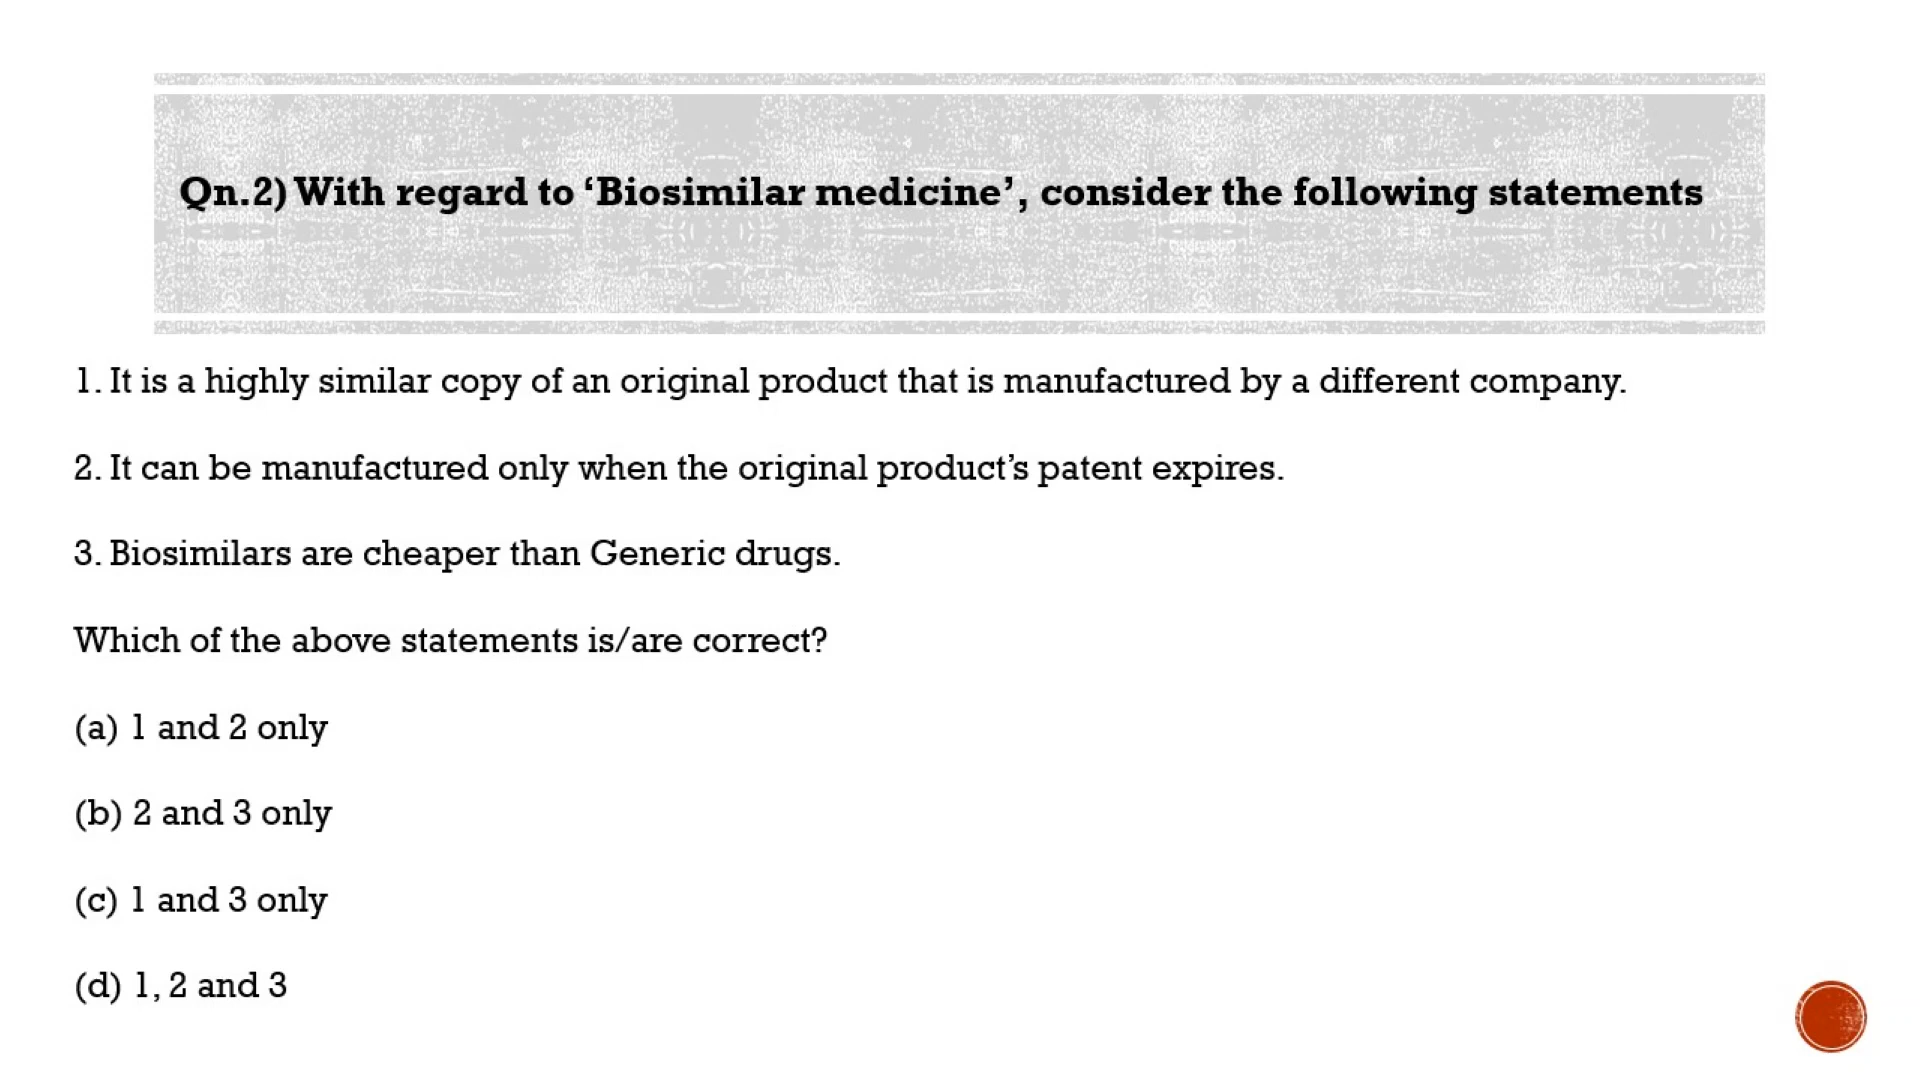 Qn.2) With regard to ‘Biosimilar medicine’, consider the following statements
1. It is a highly similar copy of an original product that is manufactured by a different company.
2. It can be manufactured only when the original product’s patent expires.
3. Biosimilars are cheaper than Generic drugs.
Which of the above statements is/are correct?
(a) 1 and 2 only
(b) 2 and 3 only
(c) 1 and 3 only
(d) 1, 2 and 3